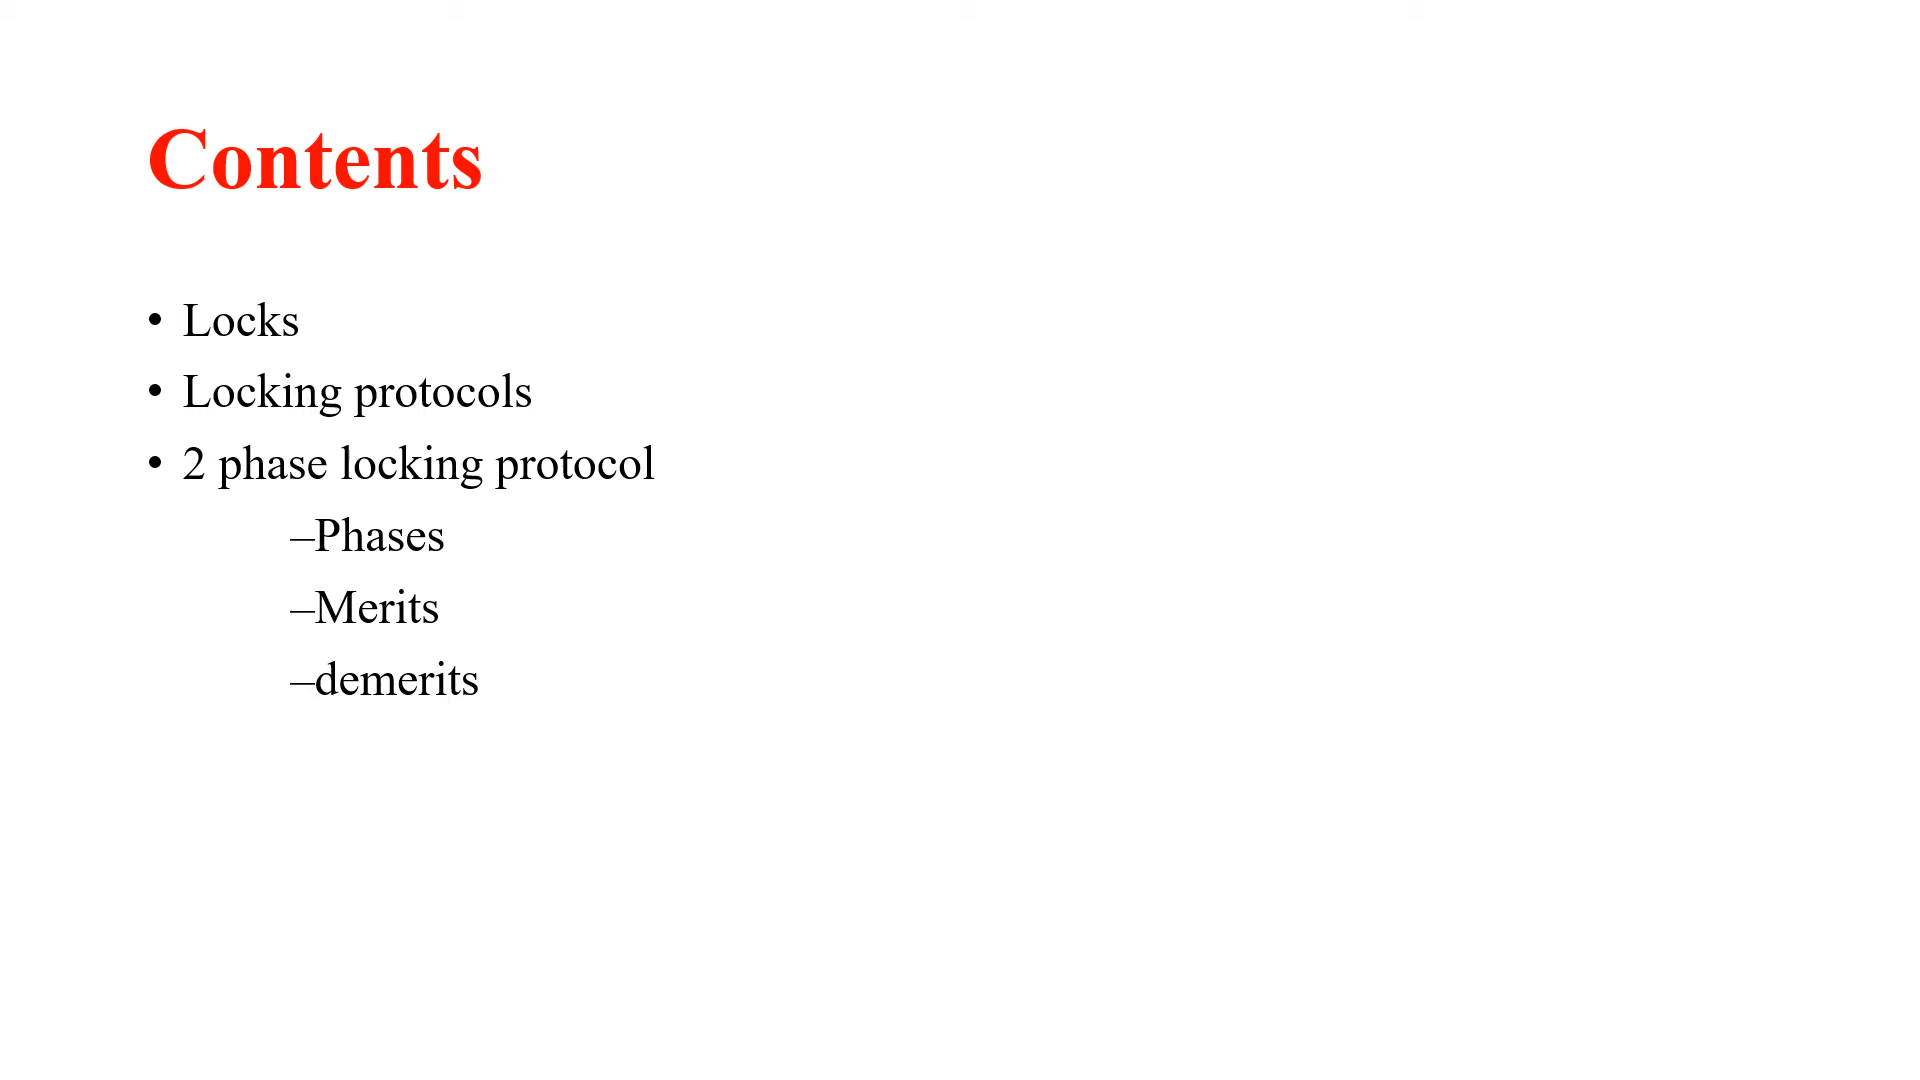 Contents
• Locks
• Locking protocols
• 2 phase locking protocol
–Phases
–Merits
–demerits